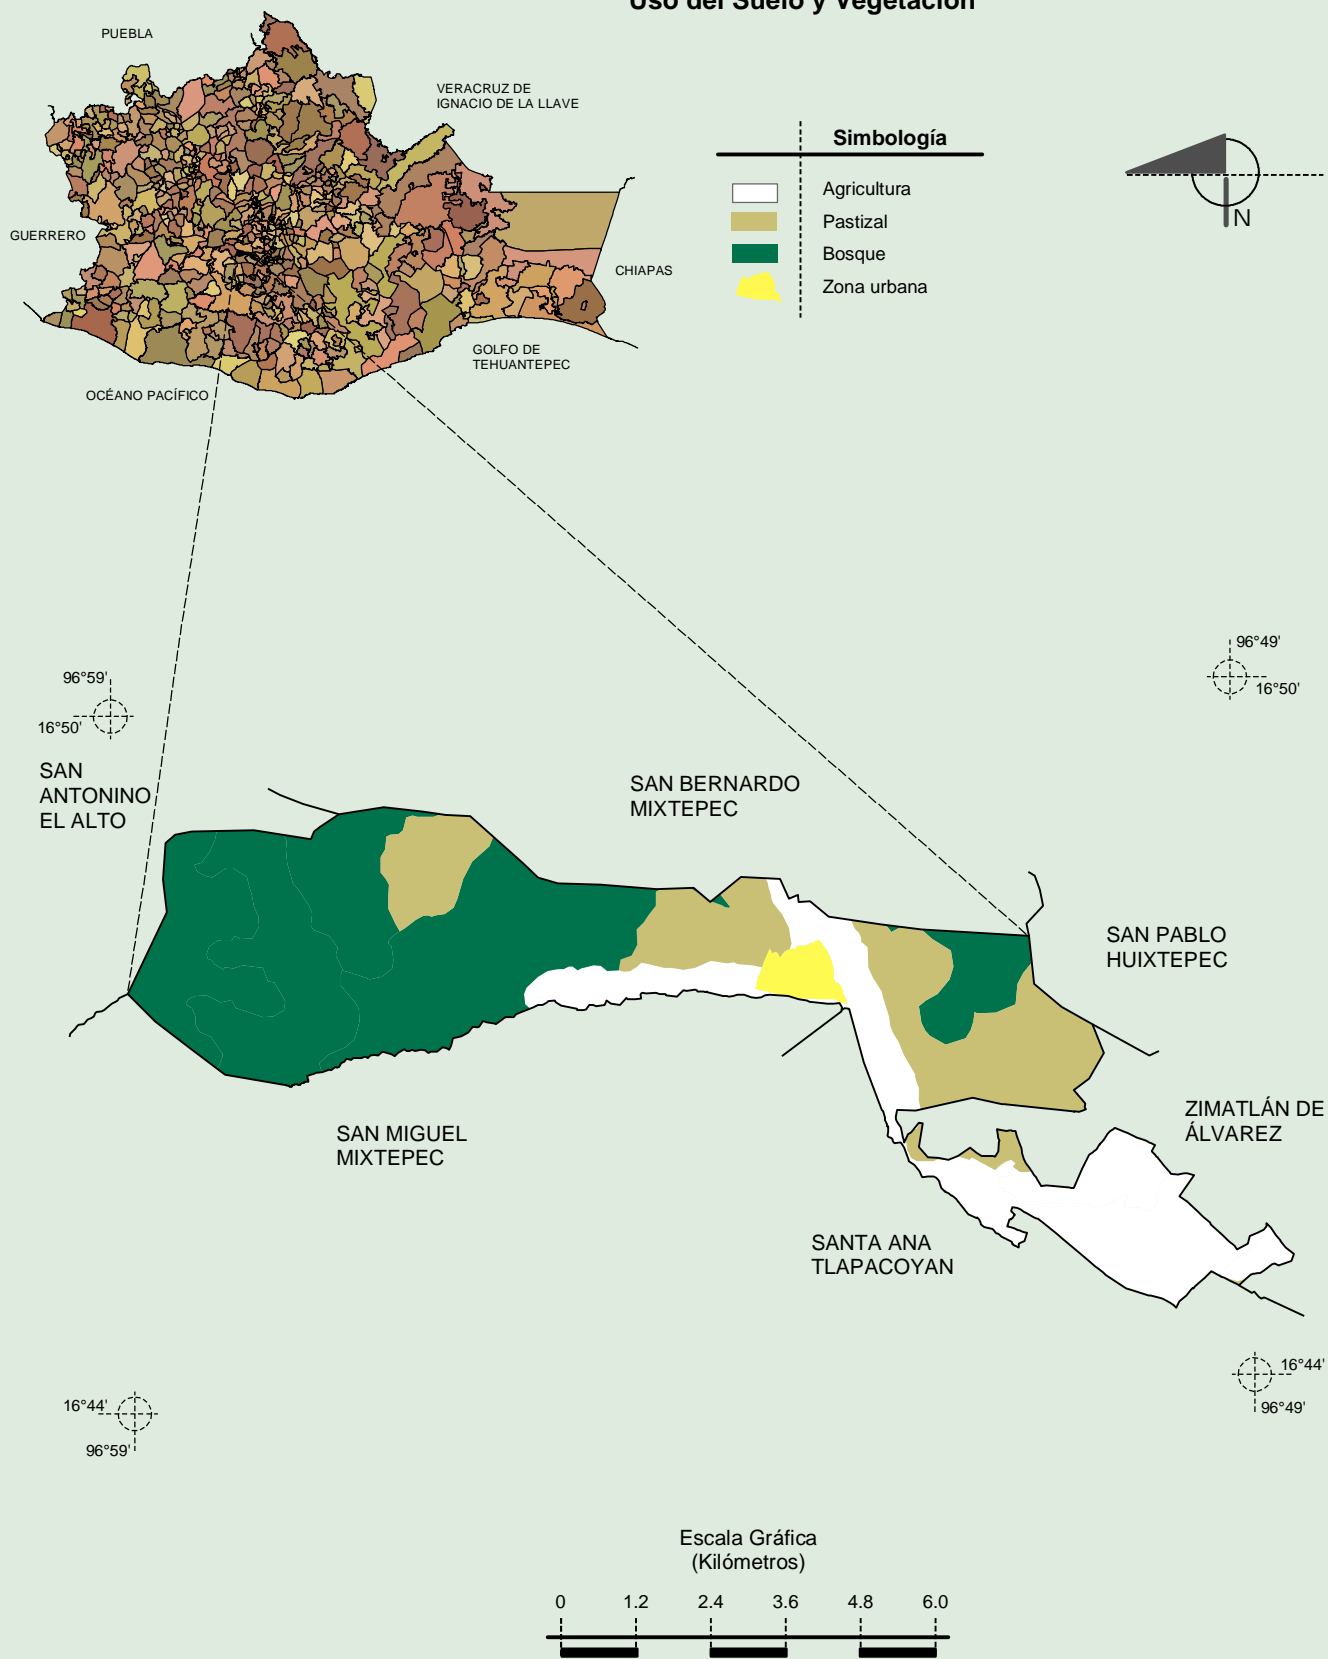 Uso del Suelo y Vegetación
PUEBLA
VERACRUZ DE
IGNACIO DE LA LLAVE
GUERRERO
CHIAPAS
GOLFO DE
TEHUANTEPEC
OCÉANO PACÍFICO
Simbología
Agricultura
Pastizal
Bosque
Zona urbana
N
96°59'
16°50'
96°49'
16°50'
SAN
ANTONINO
EL ALTO
SAN BERNARDO
MIXTEPEC
SAN PABLO
HUIXTEPEC
ZIMATLÁN DE
ÁLVAREZ
SAN MIGUEL
MIXTEPEC
SANTA ANA
TLAPACOYAN
16°44'
96°59'
16°44'
96°49'
Escala Gráfica
(Kilómetros)
0 1.2 2.4 3.6 4.8 6.0